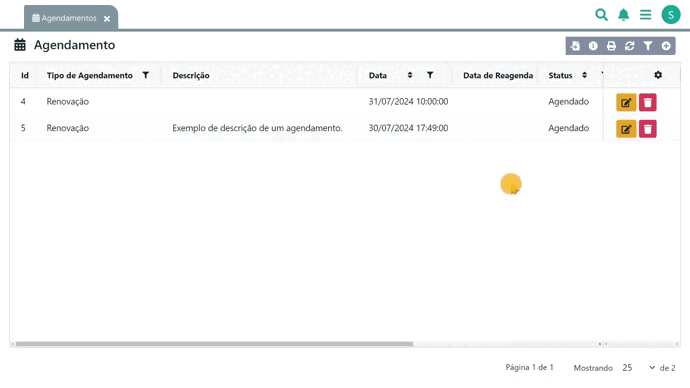 Agendamentos
S
Agendamento
Id Tipo de Agendamento Descrição Data Data de Reagenda Status
4 Renovação 31/07/2024 10:00:00 Agendado
5 Renovação Exemplo de descrição de um agendamento. 30/07/2024 17:49:00 Agendado
Página 1 de 1 Mostrando 25 de 2